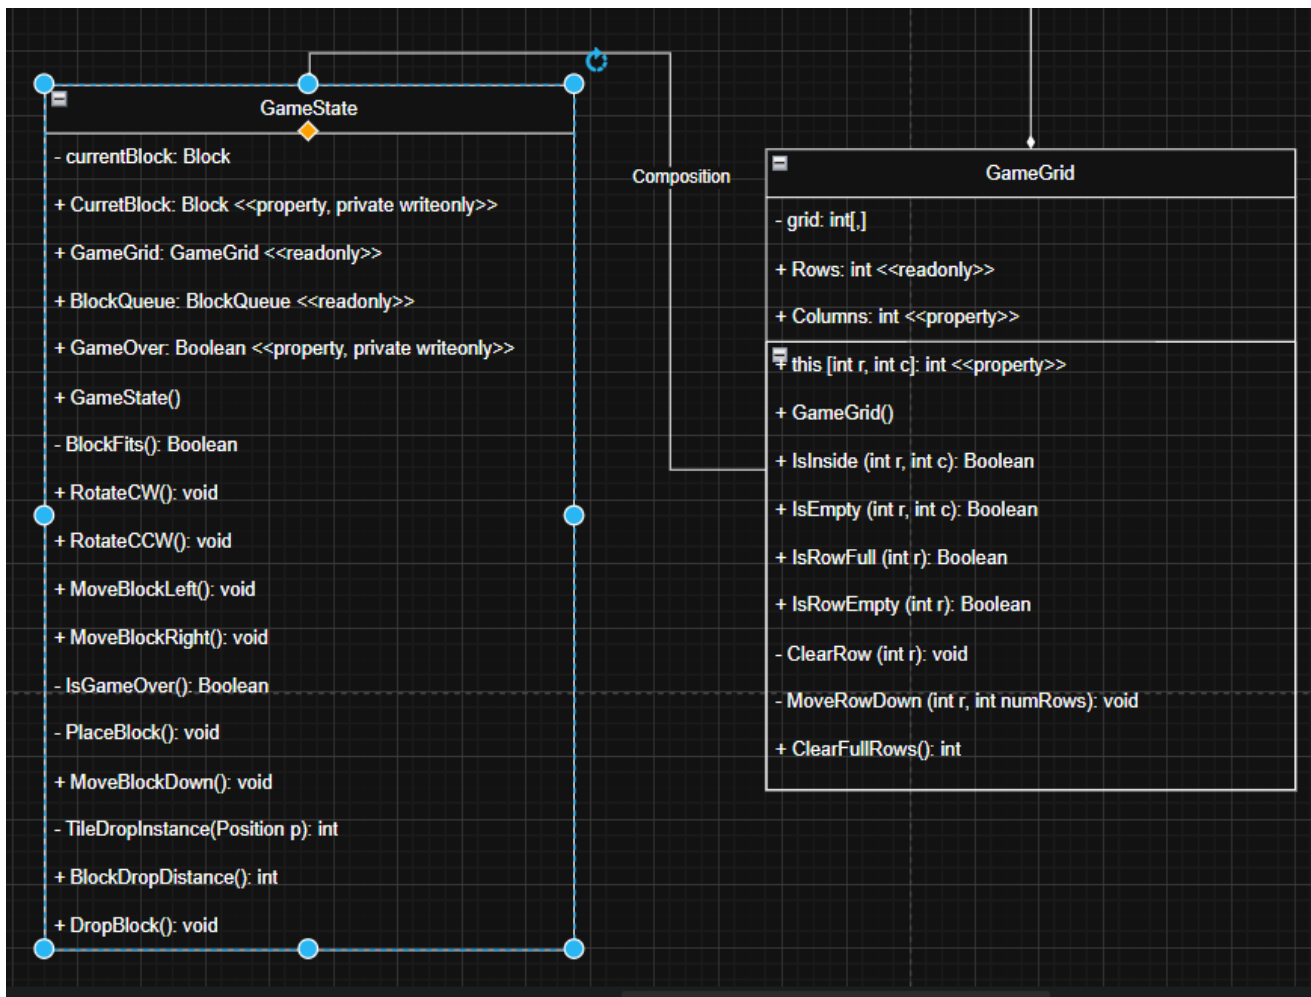 GameState
- currentBlock: Block
+ CurretBlock: Block <<property, private writeonly>>
+ GameGrid: GameGrid <<readonly>>
+ BlockQueue: BlockQueue <<readonly>>
+ GameOver: Boolean <<property, private writeonly>>
+ GameState()
- BlockFits(): Boolean
+ RotateCW(): void
+ RotateCCW(): void
+ MoveBlockLeft(): void
+ MoveBlockRight(): void
- IsGameOver(): Boolean
- PlaceBlock(): void
+ MoveBlockDown(): void
- TileDropInstance(Position p): int
+ BlockDropDistance(): int
+ DropBlock(): void
Composition
GameGrid
- grid: int[,]
+ Rows: int <<readonly>>
+ Columns: int <<property>>
+ this [int r, int c]: int <<property>>
+ GameGrid()
+ IsInside (int r, int c): Boolean
+ IsEmpty (int r, int c): Boolean
+ IsRowFull (int r): Boolean
+ IsRowEmpty (int r): Boolean
- ClearRow (int r): void
- MoveRowDown (int r, int numRows): void
+ ClearFullRows(): int